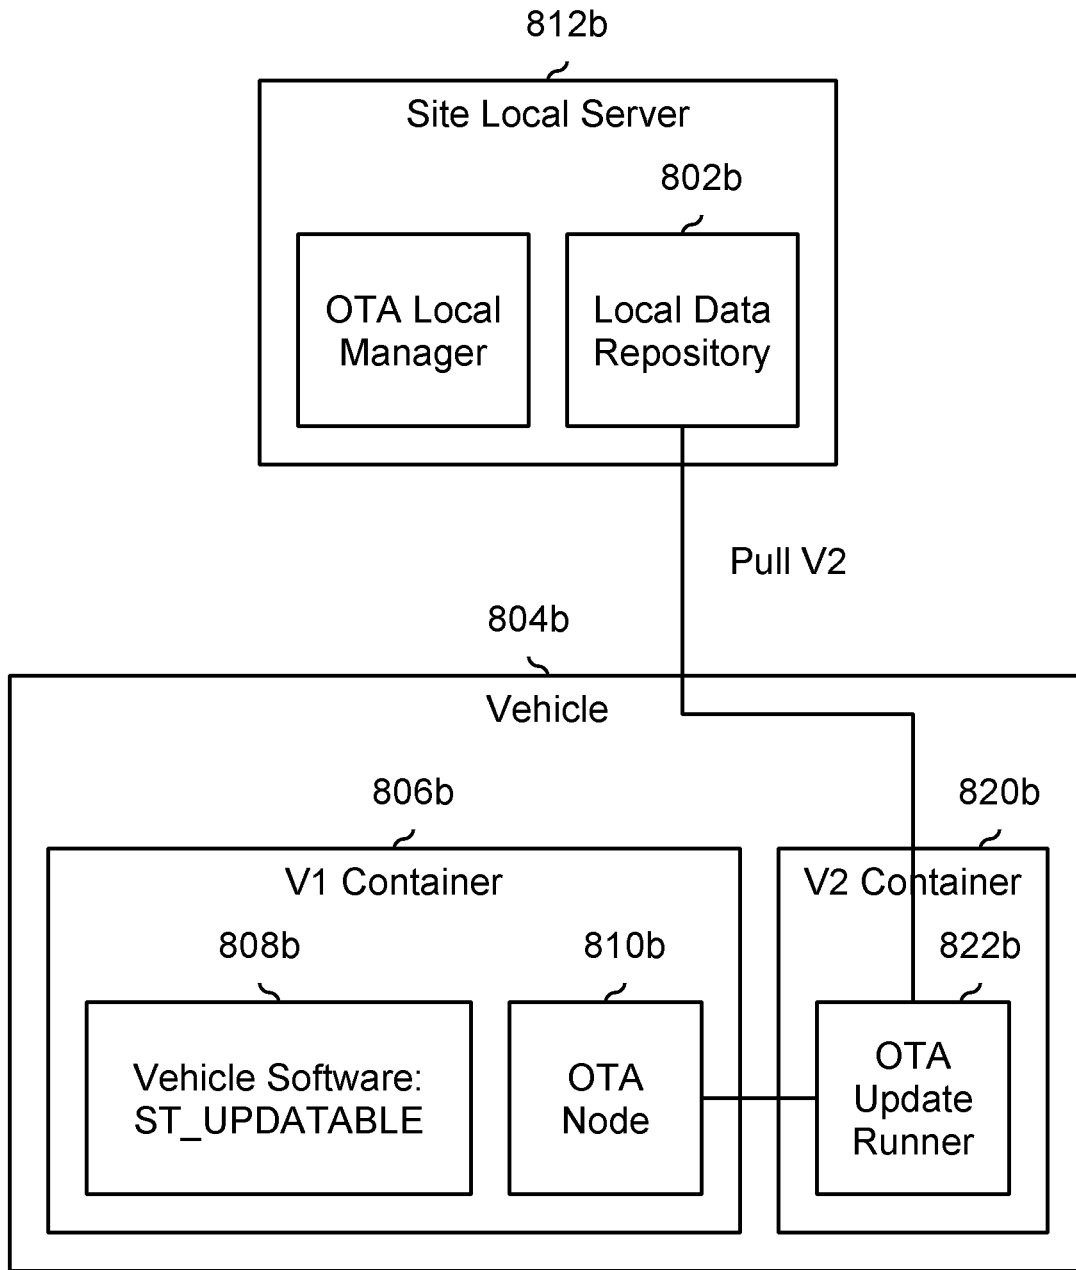 812b
Site Local Server
802b
OTA Local
Manager
Local Data
Repository
Pull V2
804b
Vehicle
806b
820b
V1 Container
V2 Container
808b
810b
822b
Vehicle Software:
ST_UPDATABLE
OTA
Node
OTA
Update
Runner